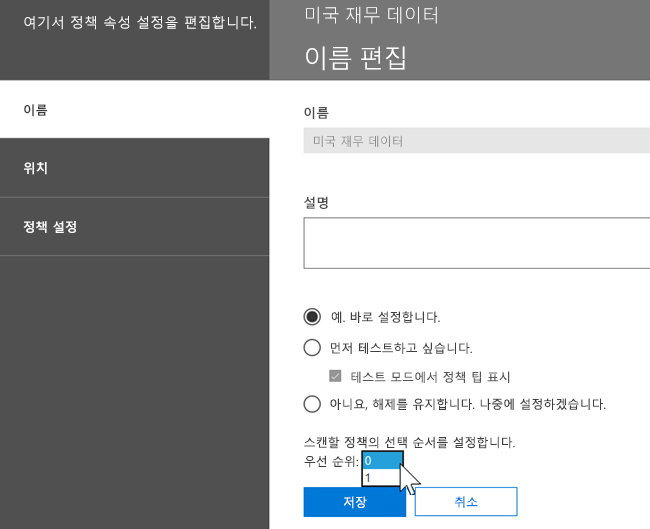 여기서 정책 속성 설정을 편집합니다.
미국 재무 데이터
이름 편집
이름
위치
정책 설정
이름
미국 재무 데이터
설명
예. 바로 설정합니다.
먼저 테스트하고 싶습니다.
테스트 모드에서 정책 팁 표시
아니요, 해제를 유지합니다. 나중에 설정하겠습니다.
스캔할 정책의 선택 순서를 설정합니다.
우선 순위: 0
1
저장
취소